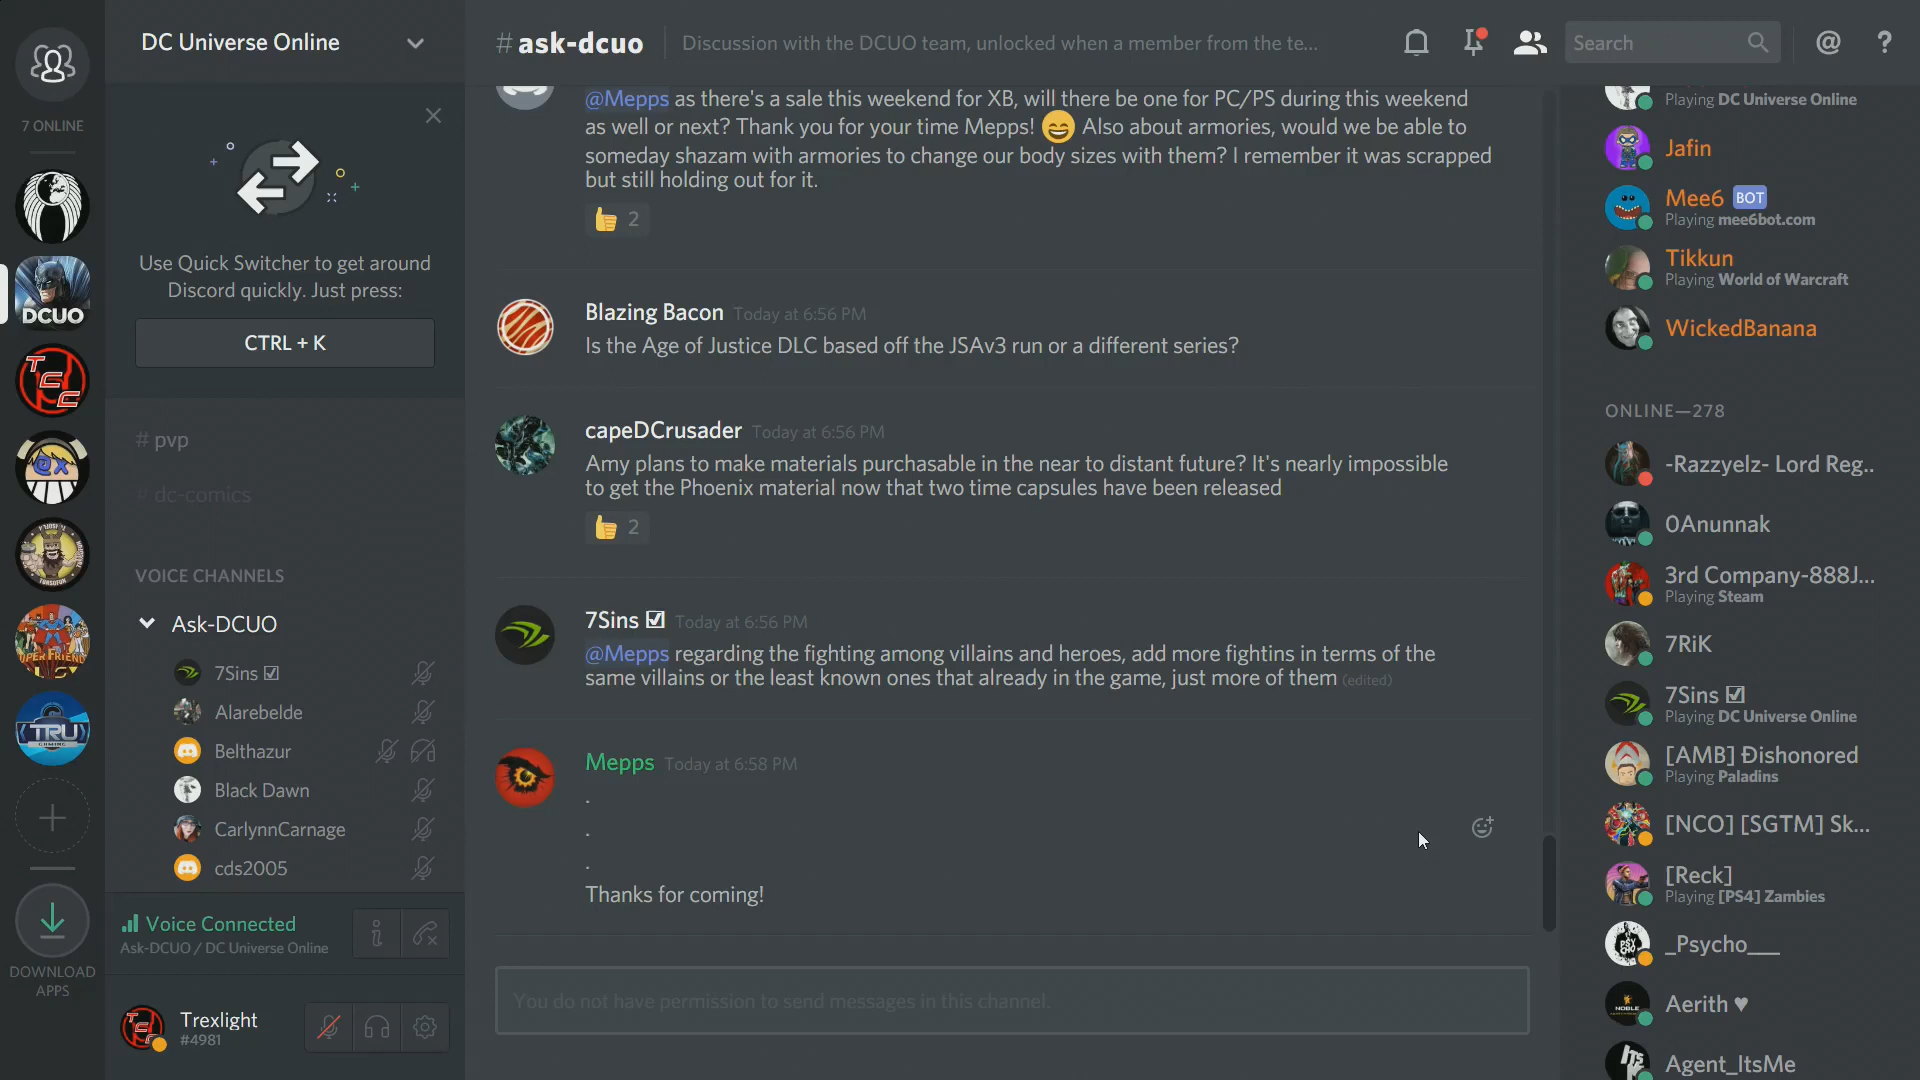 7 ONLINE
DCUO
TCC
TRU
GAMING
DOWNLOAD
APPS
DC Universe Online
Use Quick Switcher to get around
Discord quickly. Just press:
CTRL + K
# pvp
# dc-comics
VOICE CHANNELS
Ask-DCUO
7Sins ☑
Alarebelde
Belthazur
Black Dawn
CarlynnCarnage
cds2005
Voice Connected
Ask-DCUO / DC Universe Online
Trexlight
#4981
# ask-dcuo
Discussion with the DCUO team, unlocked when a member from the te...
Search
@Mepps as there's a sale this weekend for XB, will there be one for PC/PS during this weekend
as well or next? Thank you for your time Mepps! 😄 Also about armories, would we be able to
someday shazam with armories to change our body sizes with them? I remember it was scrapped
but still holding out for it.
👍 2
Blazing Bacon Today at 6:56 PM
Is the Age of Justice DLC based off the JSAv3 run or a different series?
capeDCrusader Today at 6:56 PM
Amy plans to make materials purchasable in the near to distant future? It's nearly impossible
to get the Phoenix material now that two time capsules have been released
👍 2
7Sins ☑ Today at 6:56 PM
@Mepps regarding the fighting among villains and heroes, add more fightins in terms of the
same villains or the least known ones that already in the game, just more of them (edited)
Mepps Today at 6:58 PM
.
.
.
Thanks for coming!
You do not have permission to send messages in this channel.
Playing DC Universe Online
Jafin
Mee6 BOT
Playing mee6bot.com
Tikkun
Playing World of Warcraft
WickedBanana
ONLINE—278
-Razzyelz- Lord Reg...
0Anunnak
3rd Company-888J...
Playing Steam
7RiK
7Sins ☑
Playing DC Universe Online
[AMB] Đishonored
Playing Paladins
[NCO] [SGTM] Sk...
[Reck]
Playing [PS4] Zambies
_Psycho___
Aerith ♥
Agent_ItsMe